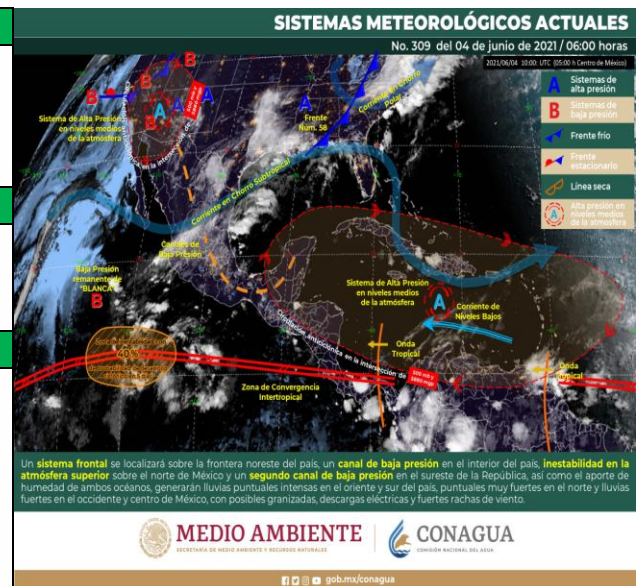 SISTEMAS METEOROLÓGICOS ACTUALES
No. 309 del 04 de junio de 2021 / 06:00 horas
2021/06/04 10:00: UTC (05:00 h Centro de México)
A Sistemas de alta presión
B Sistemas de baja presión
Frente frío
Frente estacionario
Línea seca
A Alta presión en niveles medios de la atmósfera
B
B
B
B
B
A
A
A
A
Sistema de Alta Presión
en niveles medios
de la atmósfera
500 mb y
Frente
Núm. 58
Corriente en Chorro
Polar
Corriente en Chorro Subtropical
Canales de
Baja Presión
Baja Presión
remanente de
"BLANCA"
B
Sistema de Alta Presión
en niveles medios
de la atmósfera
A
Corriente de
Niveles Bajos
Circulación anticiclónica en la intersección de
500 mb y
Onda
Tropical
Onda
Tropical
40%
Zona de Convergencia
Intertropical
Un sistema frontal se localizará sobre la frontera noreste del país, un canal de baja presión en el interior del país, inestabilidad en la
atmósfera superior sobre el norte de México y un segundo canal de baja presión en el sureste de la República, así como el aporte de
humedad de ambos océanos, generarán lluvias puntuales intensas en el oriente y sur del país, puntuales muy fuertes en el norte y lluvias
fuertes en el occidente y centro de México, con posibles granizadas, descargas eléctricas y fuertes rachas de viento.
MEDIO AMBIENTE
SECRETARÍA DE MEDIO AMBIENTE Y RECURSOS NATURALES
CONAGUA
COMISIÓN NACIONAL DEL AGUA
gob.mx/conagua